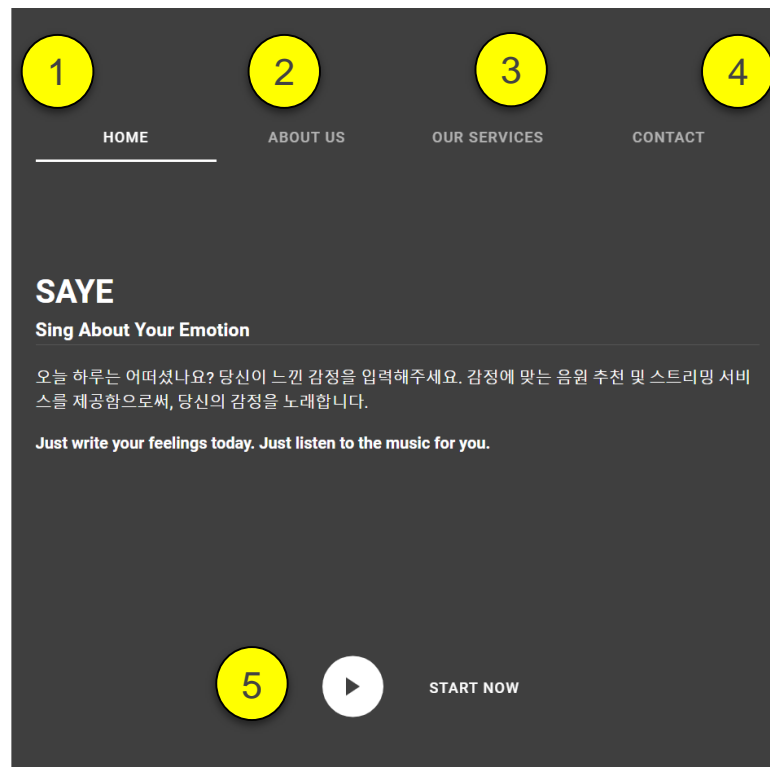 1 2 3 4
HOME ABOUT US OUR SERVICES CONTACT
SAYE
Sing About Your Emotion
오늘 하루는 어떠셨나요? 당신이 느낀 감정을 입력해주세요. 감정에 맞는 음원 추천 및 스트리밍 서비
스를 제공함으로써, 당신의 감정을 노래합니다.
Just write your feelings today. Just listen to the music for you.
5 START NOW